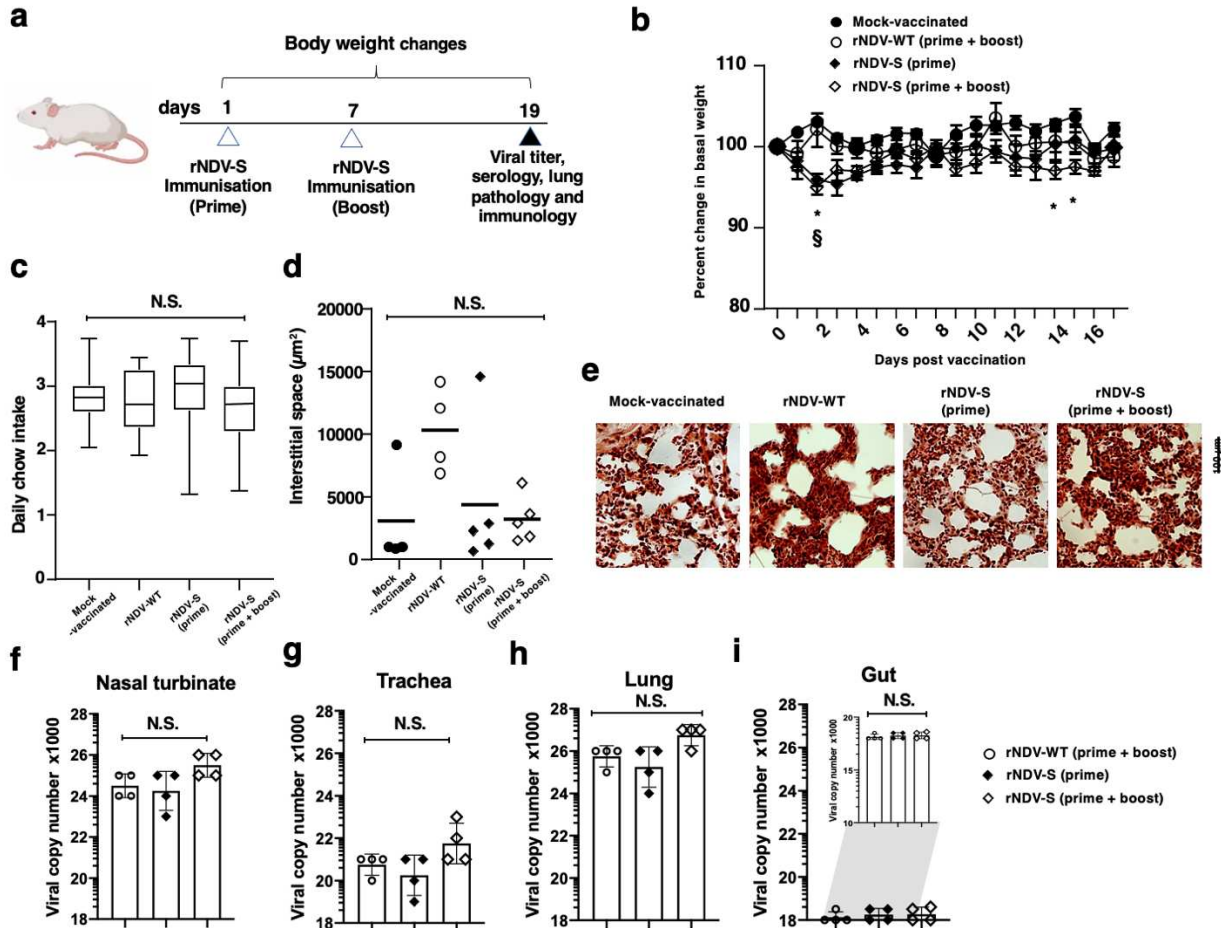 a
Body weight changes
days 1 7 19
rNDV-S
Immunisation
(Prime)
rNDV-S
Immunisation
(Boost)
Viral titer,
serology, lung
pathology and
immunology
b
Mock-vaccinated
rNDV-WT (prime + boost)
rNDV-S (prime)
rNDV-S (prime + boost)
Percent change in basal weight
110
100
90
80
*
§
* *
0 2 4 6 8 10 12 14 16
Days post vaccination
c
N.S.
Daily chow intake
4
3
2
1
0
Mock
-vaccinated
rNDV-WT
rNDV-S
(prime)
rNDV-S
(prime + boost)
d
N.S.
Interstitial space (µm²)
20000
15000
10000
5000
0
Mock
-vaccinated
rNDV-WT
rNDV-S
(prime)
rNDV-S
(prime + boost)
e
Mock-vaccinated
rNDV-WT
rNDV-S
(prime)
rNDV-S
(prime + boost)
100 µm
f
Nasal turbinate
N.S.
Viral copy number x1000
28
26
24
22
20
18
g
Trachea
N.S.
Viral copy number x1000
28
26
24
22
20
18
h
Lung
N.S.
Viral copy number x1000
28
26
24
22
20
18
i
Gut
N.S.
Viral copy number x1000
28
26
24
22
20
18
Viral copy number x1000
20
15
10
rNDV-WT (prime + boost)
rNDV-S (prime)
rNDV-S (prime + boost)